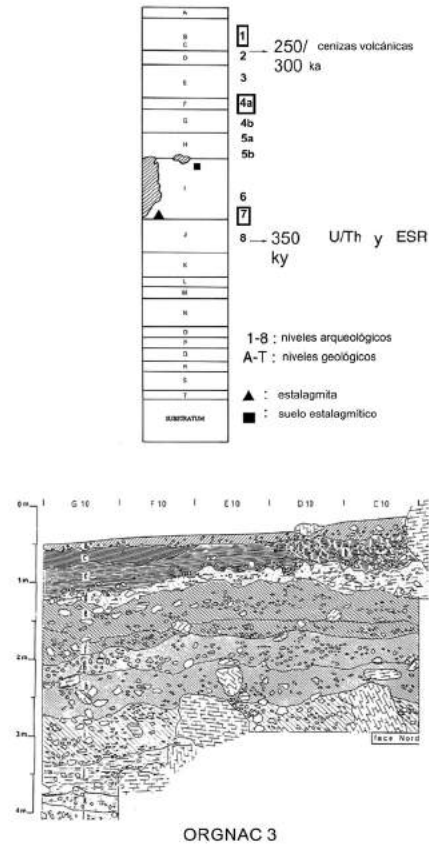 A
B 1
C
2 → 250/ cenizas volcánicas
D 300 ka
E 3
F 4a
G 4b
5a
H
5b
I
6
7
J 8 → 350 U/Th y ESR
ky
K
L
M
N
O
P
Q
R
S
T
SUBSTRATUM
1-8 : niveles arqueológicos
A-T : niveles geológicos
▲ : estalagmita
■ : suelo estalagmítico
0m
G 10 I F 10 I E 10 I D 10 I C 10
1m
2m
3m
face Nord
4m
ORGNAC 3